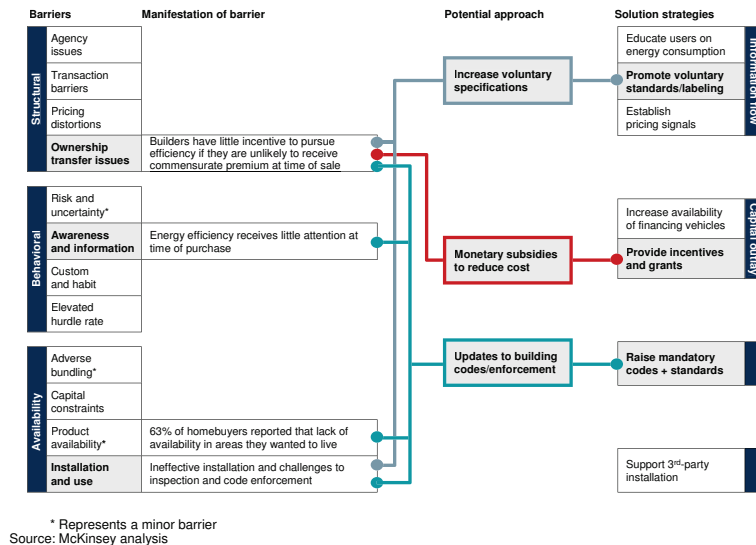 Barriers
Manifestation of barrier
Potential approach
Solution strategies
Structural
Agency
issues
Transaction
barriers
Pricing
distortions
Ownership
transfer issues
Builders have little incentive to pursue
efficiency if they are unlikely to receive
commensurate premium at time of sale
Behavioral
Risk and
uncertainty*
Awareness
and information
Energy efficiency receives little attention at
time of purchase
Custom
and habit
Elevated
hurdle rate
Availability
Adverse
bundling*
Capital
constraints
Product
availability*
63% of homebuyers reported that lack of
availability in areas they wanted to live
Installation
and use
Ineffective installation and challenges to
inspection and code enforcement
Increase voluntary
specifications
Monetary subsidies
to reduce cost
Updates to building
codes/enforcement
Educate users on
energy consumption
Promote voluntary
standards/labeling
Establish
pricing signals
Information flow
Increase availability
of financing vehicles
Provide incentives
and grants
Capital outlay
Raise mandatory
codes + standards
Support 3rd-party
installation
* Represents a minor barrier
Source: McKinsey analysis